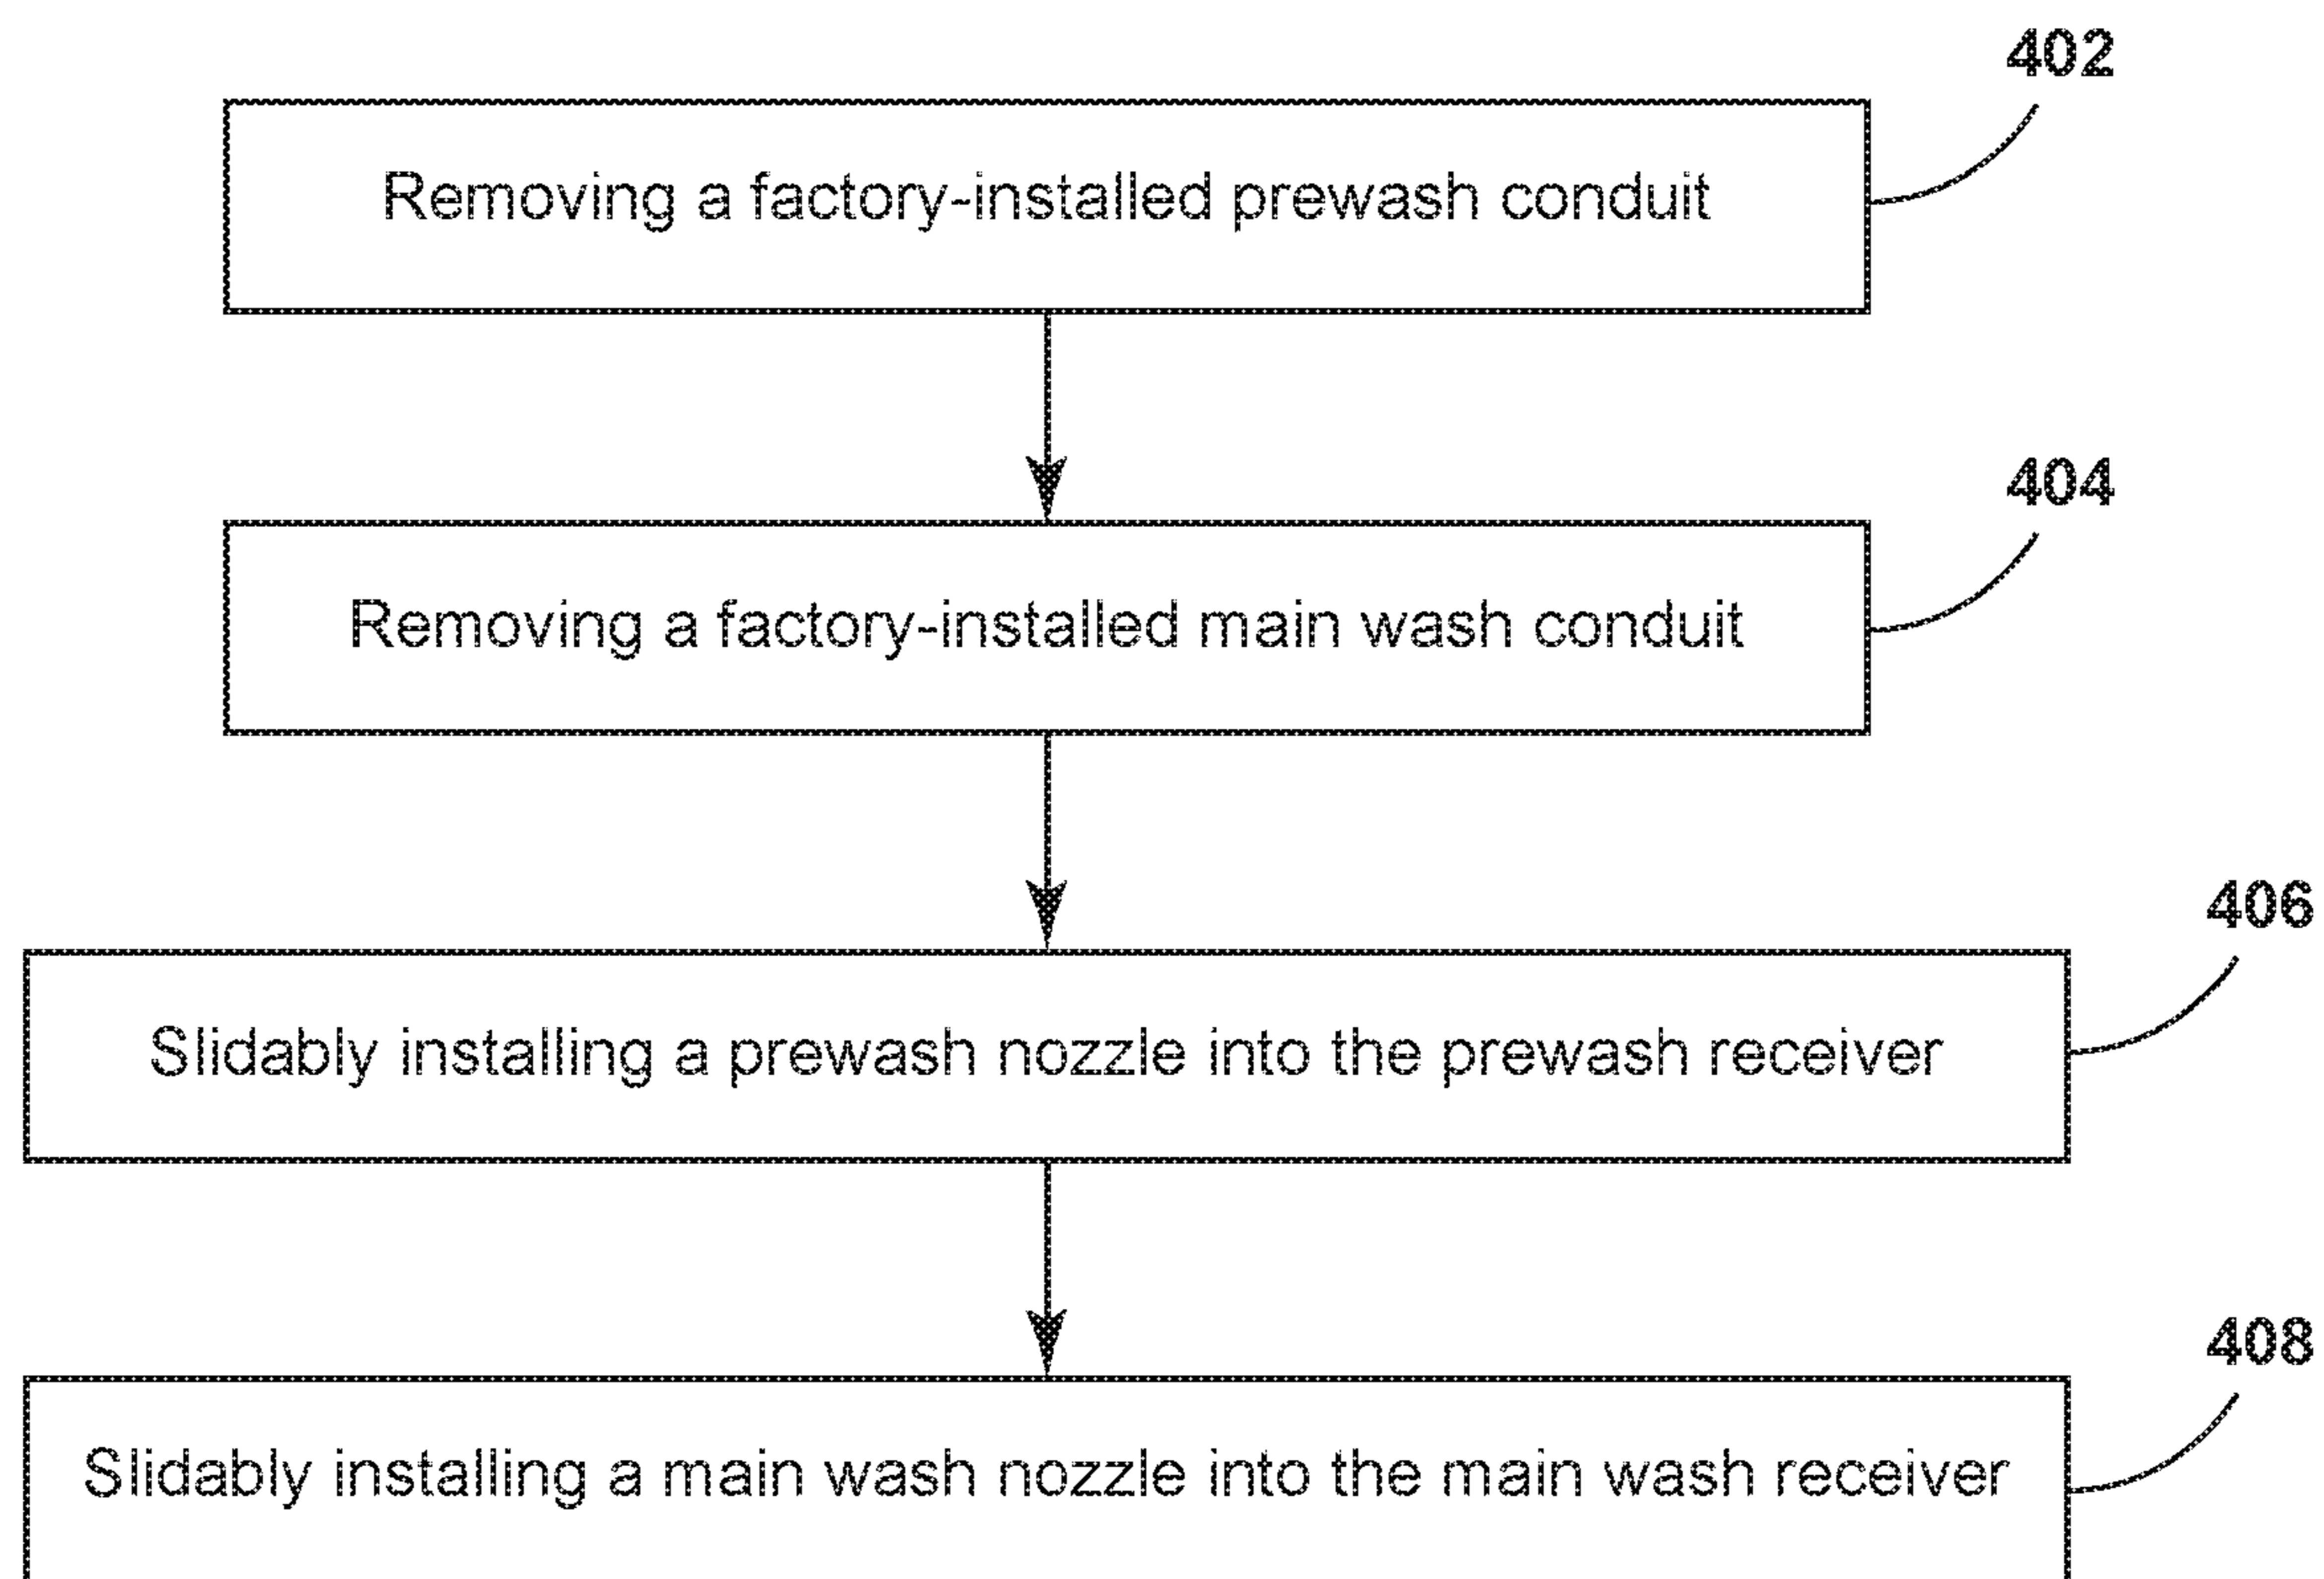 402
Removing a factory-installed prewash conduit
404
Removing a factory-installed main wash conduit
406
Slidably installing a prewash nozzle into the prewash receiver
408
Slidably installing a main wash nozzle into the main wash receiver